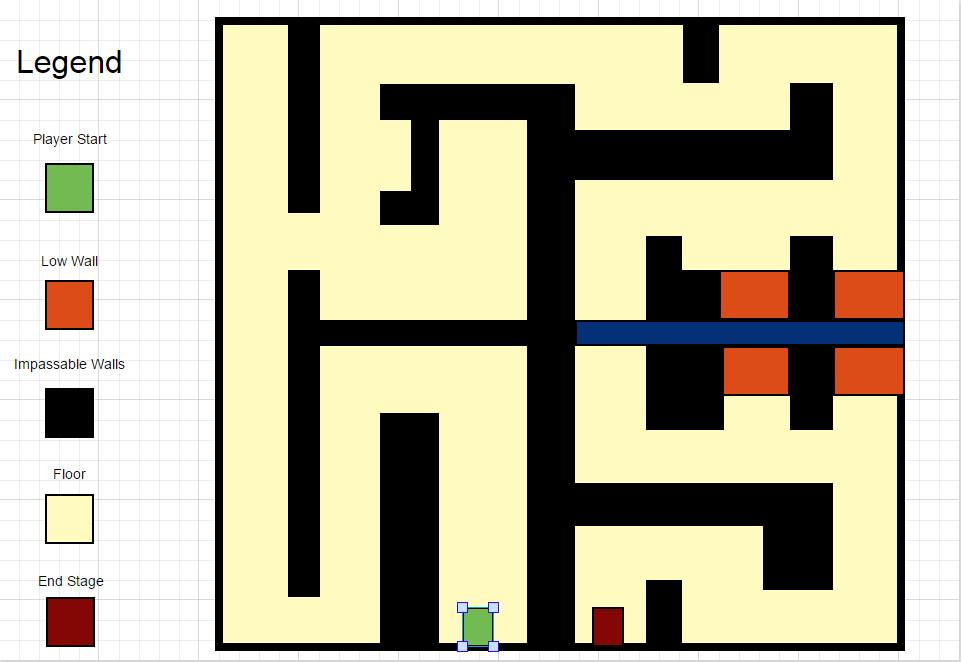 Legend
Player Start
Low Wall
Impassable Walls
Floor
End Stage